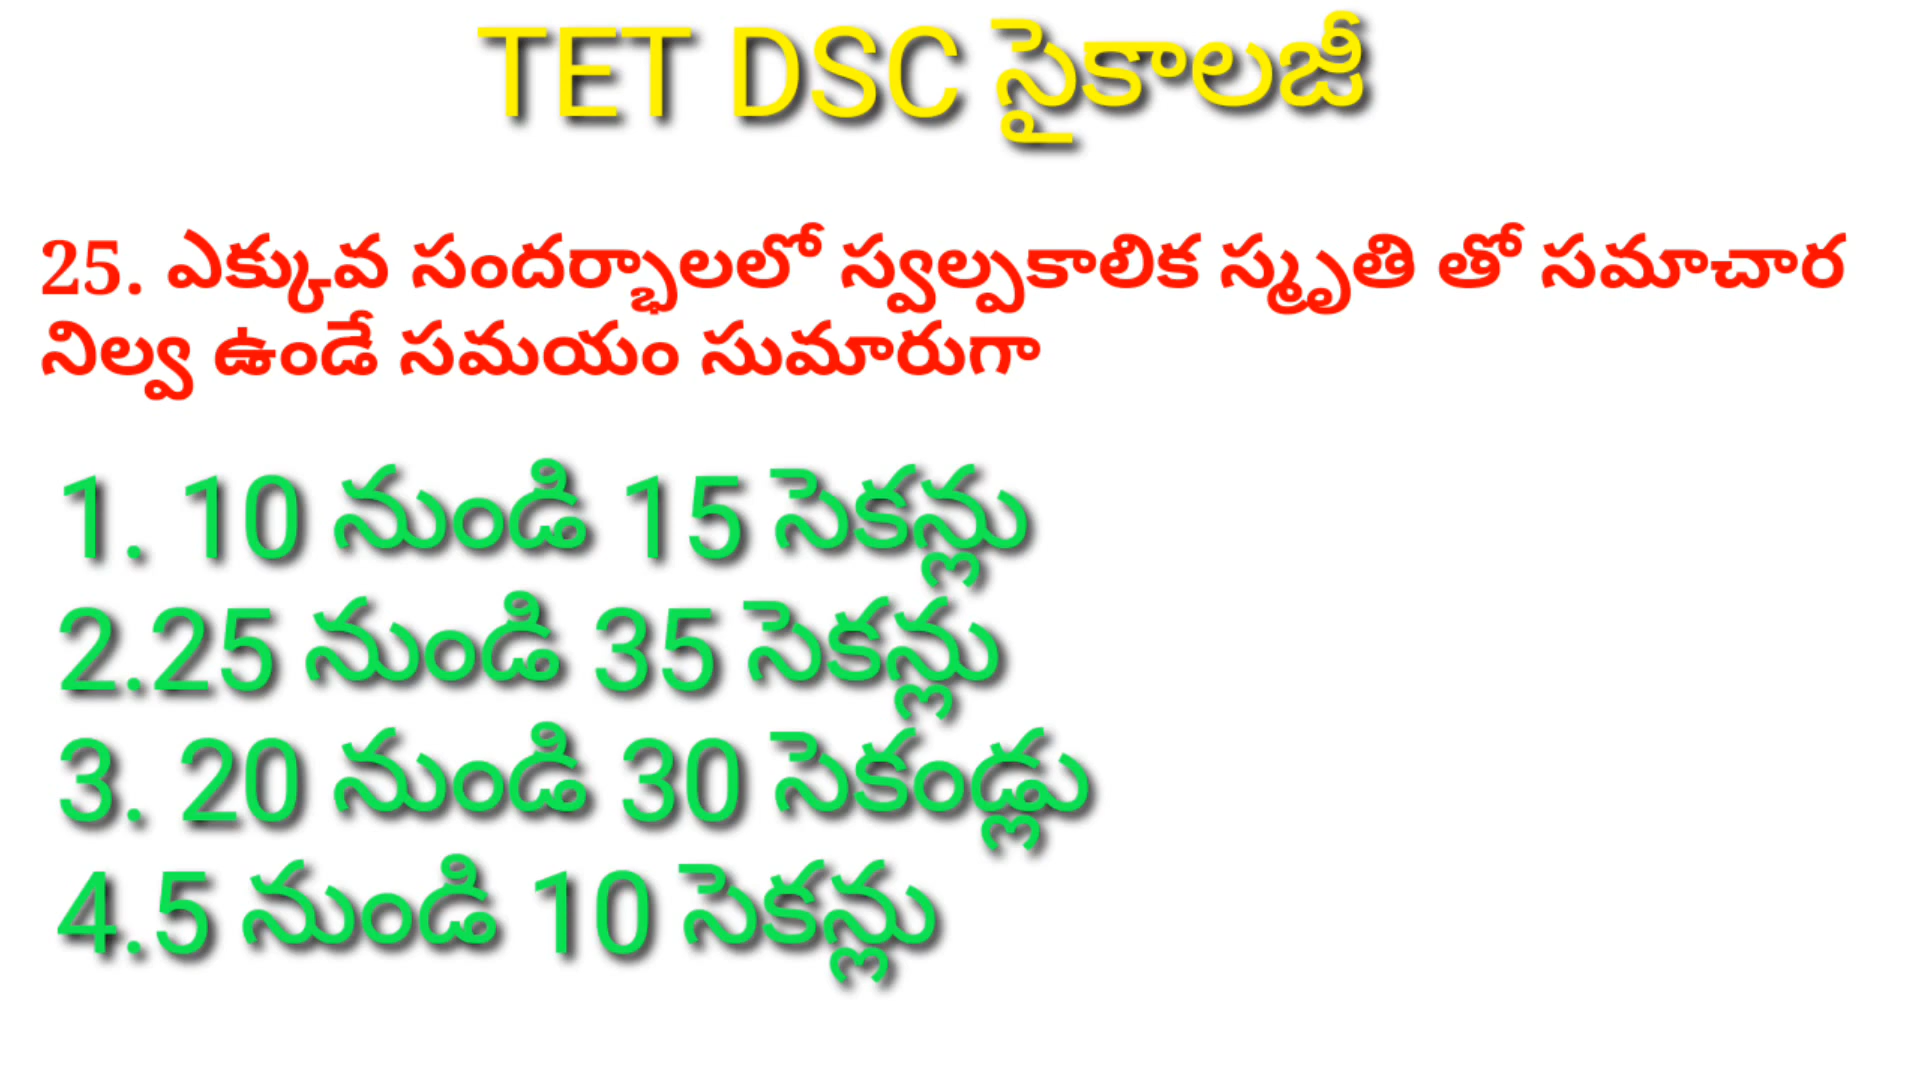 TET DSC సైకాలజీ
25. ఎక్కువ సందర్భాలలో స్వల్పకాలిక స్మృతి తో సమాచార
నిల్వ ఉండే సమయం సుమారుగా
1. 10 నుండి 15 సెకన్లు
2.25 నుండి 35 సెకన్లు
3. 20 నుండి 30 సెకండ్లు
4.5 నుండి 10 సెకన్లు